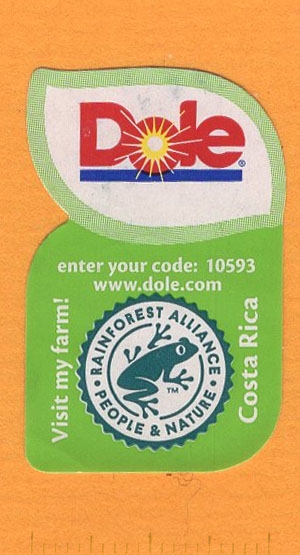 Dole®
enter your code: 10593
www.dole.com
Visit my farm!
• RAINFOREST ALLIANCE •
PEOPLE & NATURE
TM
Costa Rica